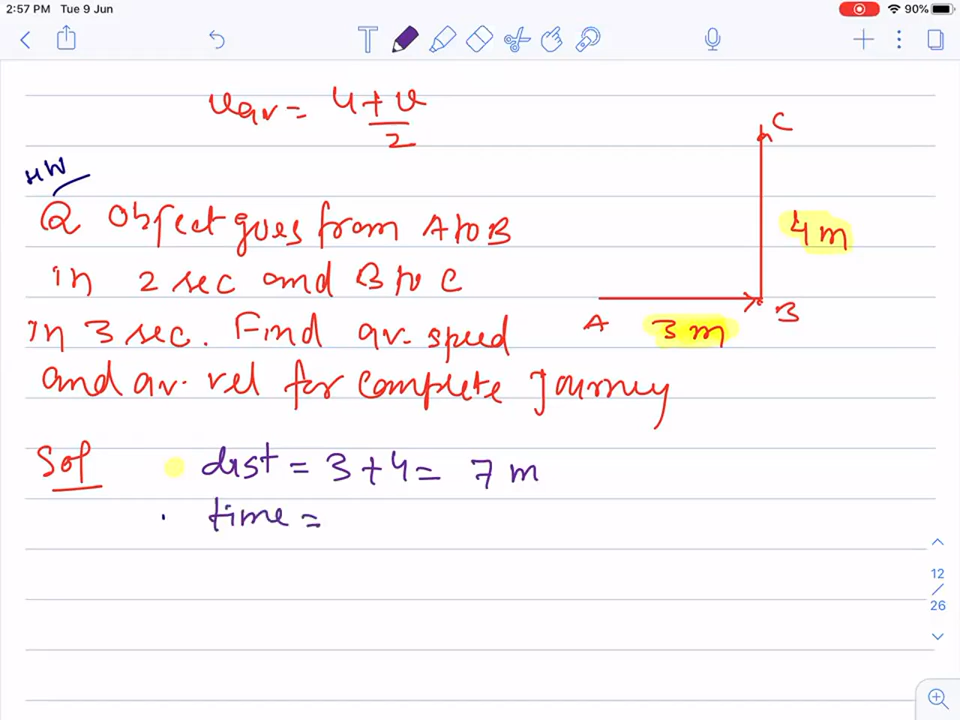 2:57 PM Tue 9 Jun
90%
T
Vav = u + v
2
HW
Q Object goes from A to B
in 2 sec and B to C
in 3 sec. Find av. speed
and av. vel for complete Journey
C
4 m
A 3 m B
Sol dist = 3 + 4 = 7 m
time =
12
/
26